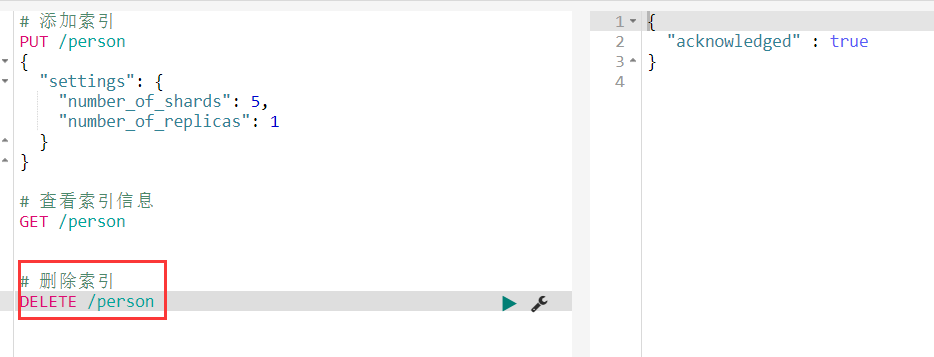 # 添加索引
PUT /person
{
  "settings": {
    "number_of_shards": 5,
    "number_of_replicas": 1
  }
}
# 查看索引信息
GET /person
# 删除索引
DELETE /person
1 {
2   "acknowledged" : true
3 }
4